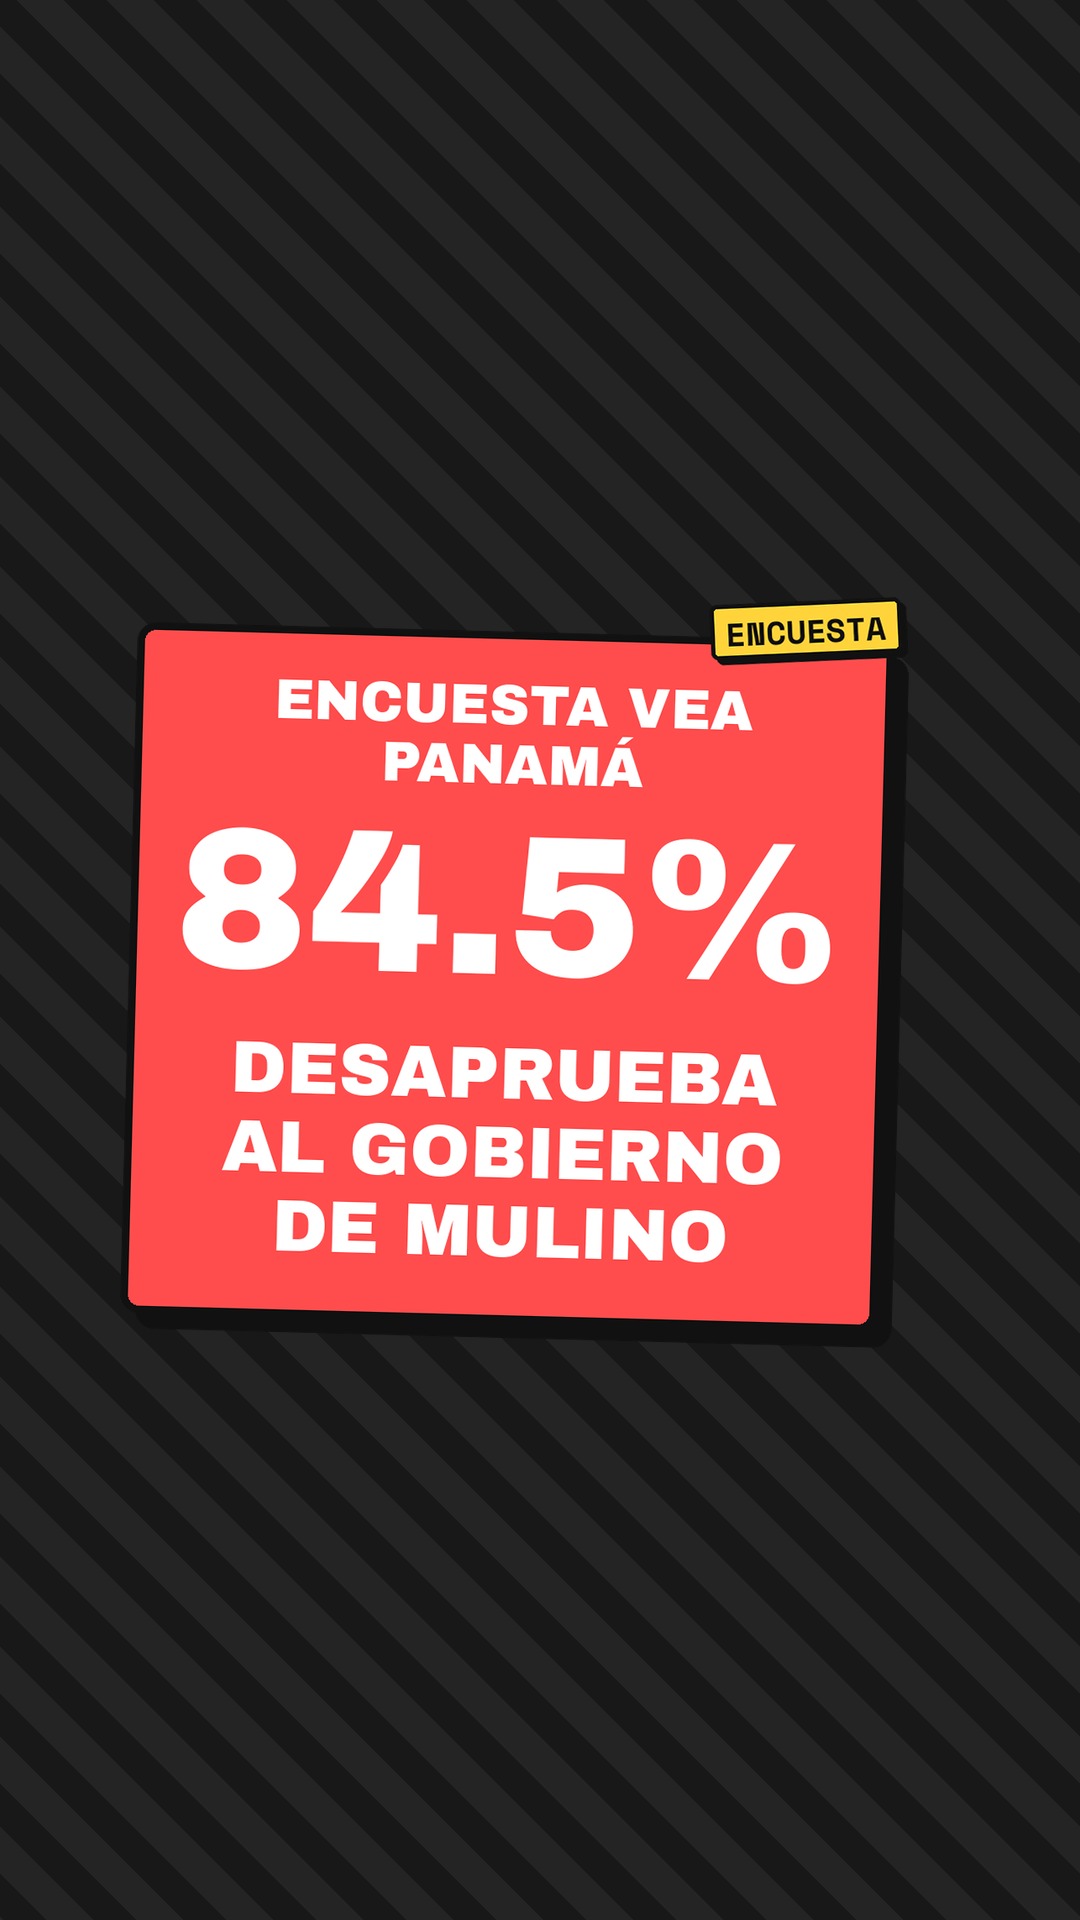 ENCUESTA
ENCUESTA VEA
PANAMÁ
84.5%
DESAPRUEBA
AL GOBIERNO
DE MULINO